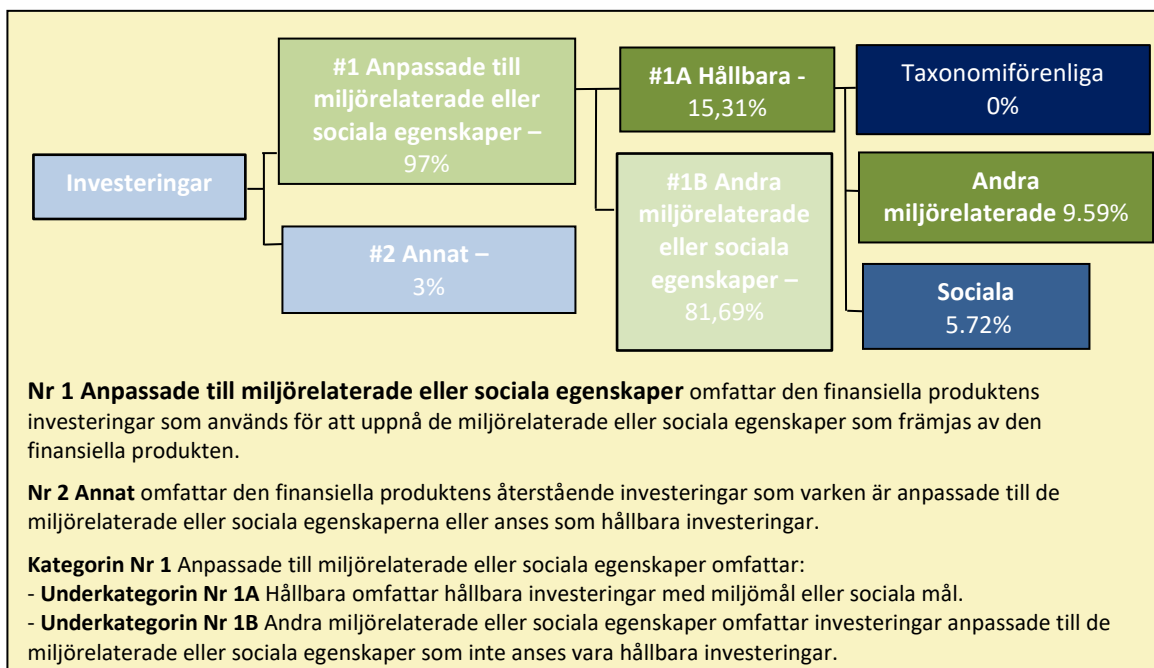 Investeringar
#1 Anpassade till
miljörelaterade eller
sociala egenskaper –
97%
#2 Annat –
3%
#1A Hållbara -
15,31%
#1B Andra
miljörelaterade
eller sociala
egenskaper –
81,69%
Taxonomiförenliga
0%
Andra
miljörelaterade 9.59%
Sociala
5.72%
Nr 1 Anpassade till miljörelaterade eller sociala egenskaper omfattar den finansiella produktens
investeringar som används för att uppnå de miljörelaterade eller sociala egenskaper som främjas av den
finansiella produkten.
Nr 2 Annat omfattar den finansiella produktens återstående investeringar som varken är anpassade till de
miljörelaterade eller sociala egenskaperna eller anses som hållbara investeringar.
Kategorin Nr 1 Anpassade till miljörelaterade eller sociala egenskaper omfattar:
- Underkategorin Nr 1A Hållbara omfattar hållbara investeringar med miljömål eller sociala mål.
- Underkategorin Nr 1B Andra miljörelaterade eller sociala egenskaper omfattar investeringar anpassade till de
miljörelaterade eller sociala egenskaper som inte anses vara hållbara investeringar.